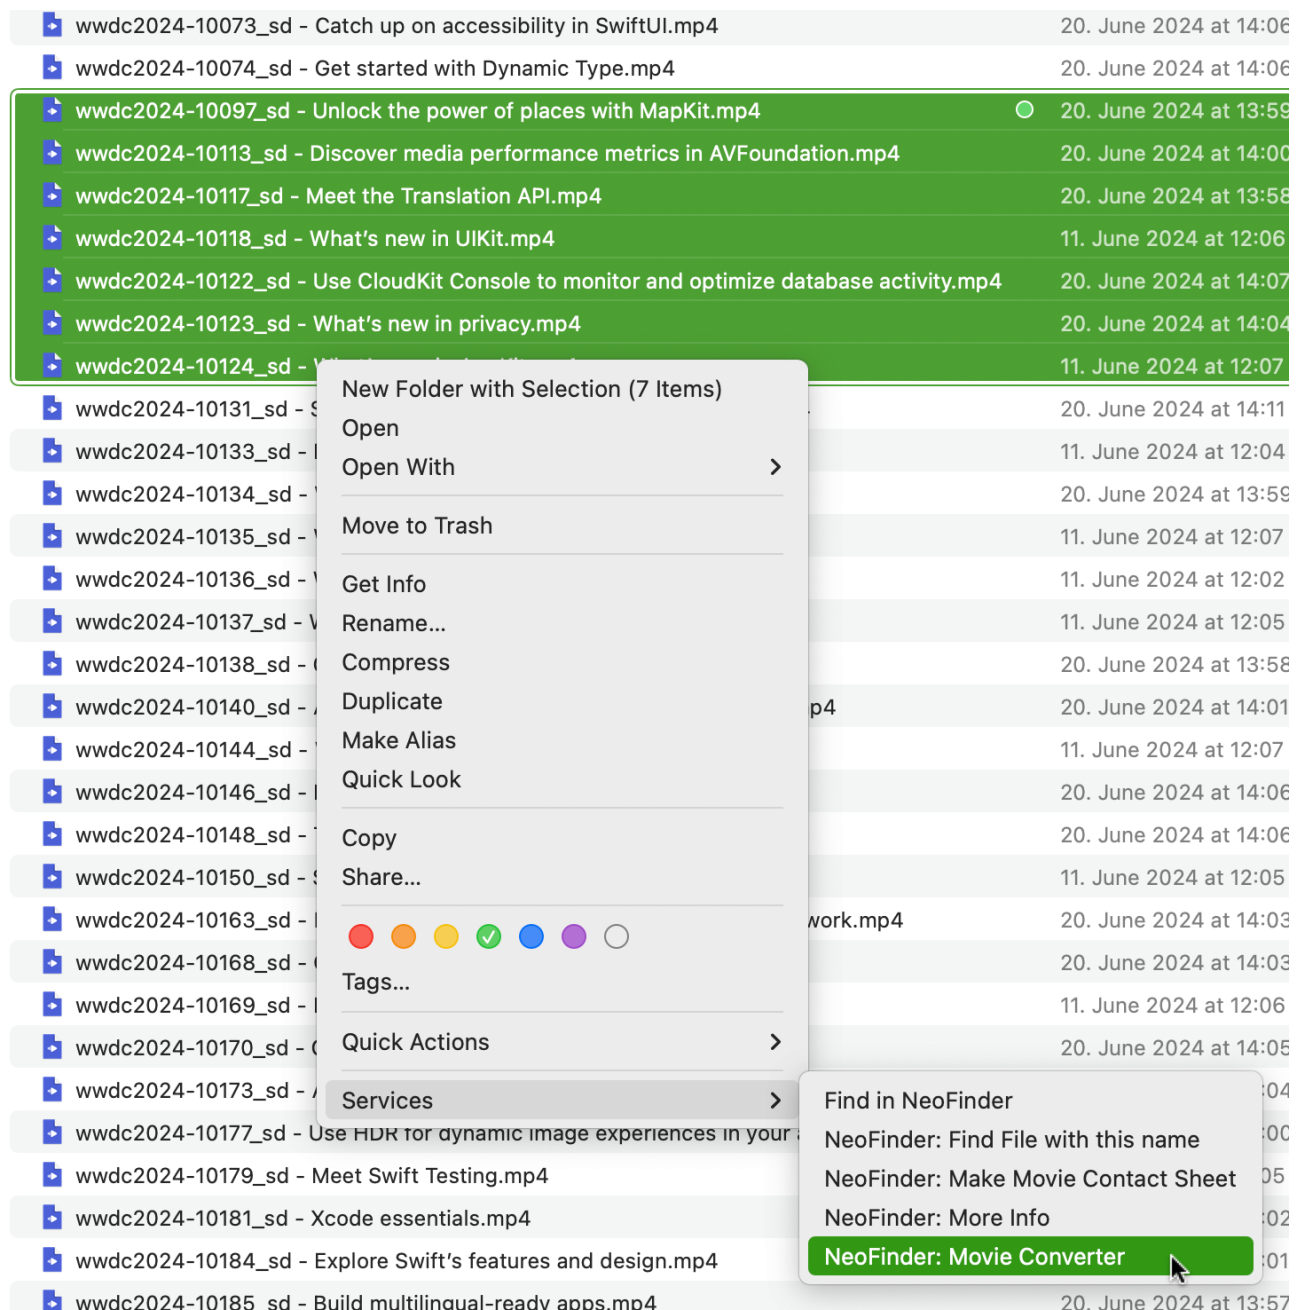 wwdc2024-10073_sd - Catch up on accessibility in SwiftUI.mp4 20. June 2024 at 14:06
wwdc2024-10074_sd - Get started with Dynamic Type.mp4 20. June 2024 at 14:06
wwdc2024-10097_sd - Unlock the power of places with MapKit.mp4 20. June 2024 at 13:59
wwdc2024-10113_sd - Discover media performance metrics in AVFoundation.mp4 20. June 2024 at 14:00
wwdc2024-10117_sd - Meet the Translation API.mp4 20. June 2024 at 13:58
wwdc2024-10118_sd - What’s new in UIKit.mp4 11. June 2024 at 12:06
wwdc2024-10122_sd - Use CloudKit Console to monitor and optimize database activity.mp4 20. June 2024 at 14:07
wwdc2024-10123_sd - What’s new in privacy.mp4 20. June 2024 at 14:04
wwdc2024-10124_sd - 11. June 2024 at 12:07
New Folder with Selection (7 Items)
wwdc2024-10131_sd - S 20. June 2024 at 14:11
Open
wwdc2024-10133_sd - 11. June 2024 at 12:04
Open With
wwdc2024-10134_sd - 20. June 2024 at 13:59
Move to Trash
wwdc2024-10135_sd - 11. June 2024 at 12:07
wwdc2024-10136_sd - 11. June 2024 at 12:02
Get Info
wwdc2024-10137_sd - 11. June 2024 at 12:05
Rename...
wwdc2024-10138_sd - 20. June 2024 at 13:58
Compress
wwdc2024-10140_sd - p4 20. June 2024 at 14:01
Duplicate
wwdc2024-10144_sd - 11. June 2024 at 12:07
Make Alias
wwdc2024-10146_sd - 20. June 2024 at 14:06
Quick Look
wwdc2024-10148_sd - 20. June 2024 at 14:06
Copy
wwdc2024-10150_sd - 11. June 2024 at 12:05
Share...
wwdc2024-10163_sd - work.mp4 20. June 2024 at 14:03
wwdc2024-10168_sd - 20. June 2024 at 14:03
Tags...
wwdc2024-10169_sd - 11. June 2024 at 12:06
wwdc2024-10170_sd - 20. June 2024 at 14:05
Quick Actions
wwdc2024-10173_sd - :04
Services
Find in NeoFinder
wwdc2024-10177_sd - Use HDR for dynamic image experiences in your :00
NeoFinder: Find File with this name
wwdc2024-10179_sd - Meet Swift Testing.mp4 05
NeoFinder: Make Movie Contact Sheet
wwdc2024-10181_sd - Xcode essentials.mp4 :02
NeoFinder: More Info
wwdc2024-10184_sd - Explore Swift’s features and design.mp4 :01
NeoFinder: Movie Converter
wwdc2024-10185_sd - Build multilingual-ready apps.mp4 20. June 2024 at 13:57